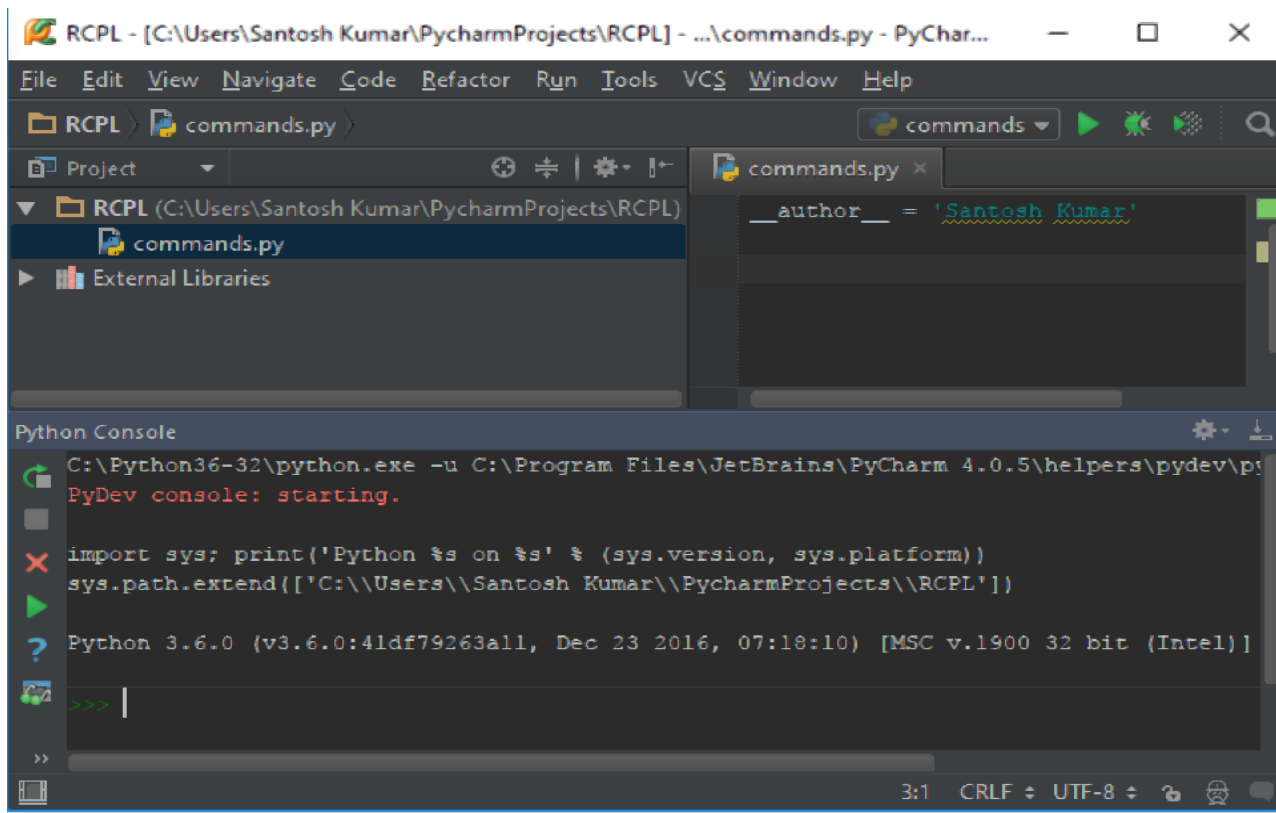 RCPL - [C:\Users\Santosh Kumar\PycharmProjects\RCPL] - ...\commands.py - PyChar...
File Edit View Navigate Code Refactor Run Tools VCS Window Help
RCPL commands.py commands
Project commands.py
RCPL (C:\Users\Santosh Kumar\PycharmProjects\RCPL)
commands.py
External Libraries
__author__ = 'Santosh Kumar'
Python Console
C:\Python36-32\python.exe -u C:\Program Files\JetBrains\PyCharm 4.0.5\helpers\pydev\py
PyDev console: starting.
import sys; print('Python %s on %s' % (sys.version, sys.platform))
sys.path.extend(['C:\\Users\\Santosh Kumar\\PycharmProjects\\RCPL'])
Python 3.6.0 (v3.6.0:41df79263a11, Dec 23 2016, 07:18:10) [MSC v.1900 32 bit (Intel)]
>>>
3:1 CRLF UTF-8